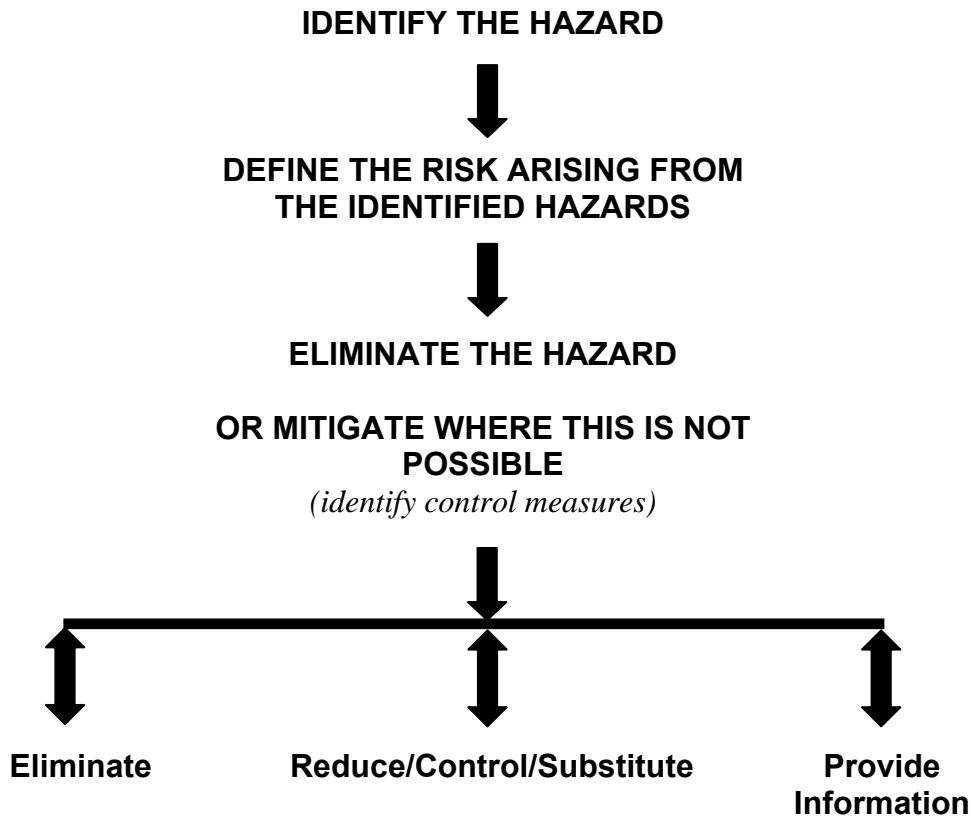 IDENTIFY THE HAZARD
DEFINE THE RISK ARISING FROM
THE IDENTIFIED HAZARDS
ELIMINATE THE HAZARD
OR MITIGATE WHERE THIS IS NOT
POSSIBLE
(identify control measures)
Eliminate
Reduce/Control/Substitute
Provide
Information